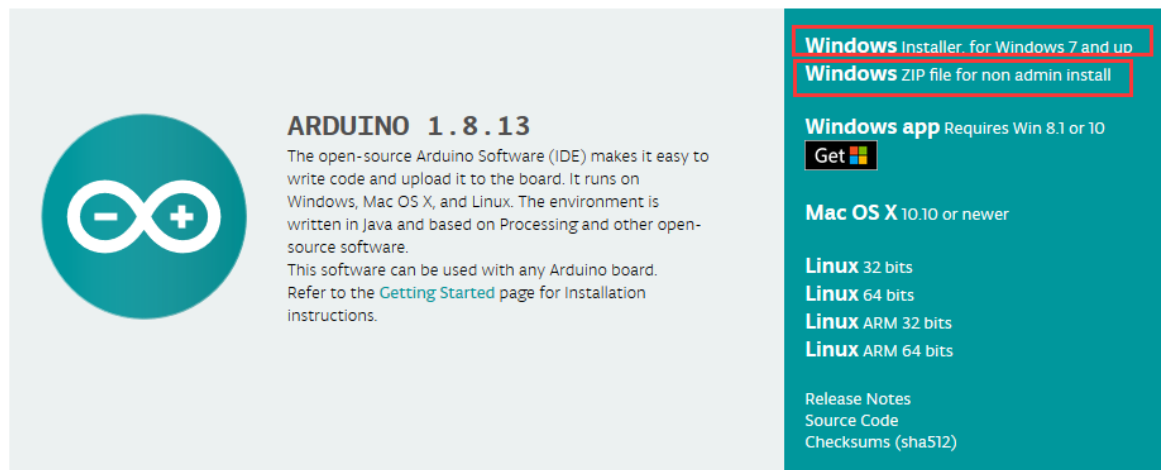 ARDUINO 1.8.13
The open-source Arduino Software (IDE) makes it easy to
write code and upload it to the board. It runs on
Windows, Mac OS X, and Linux. The environment is
written in Java and based on Processing and other open-
source software.
This software can be used with any Arduino board.
Refer to the Getting Started page for Installation
instructions.
Windows Installer, for Windows 7 and up
Windows ZIP file for non admin install
Windows app Requires Win 8.1 or 10
Get
Mac OS X 10.10 or newer
Linux 32 bits
Linux 64 bits
Linux ARM 32 bits
Linux ARM 64 bits
Release Notes
Source Code
Checksums (sha512)